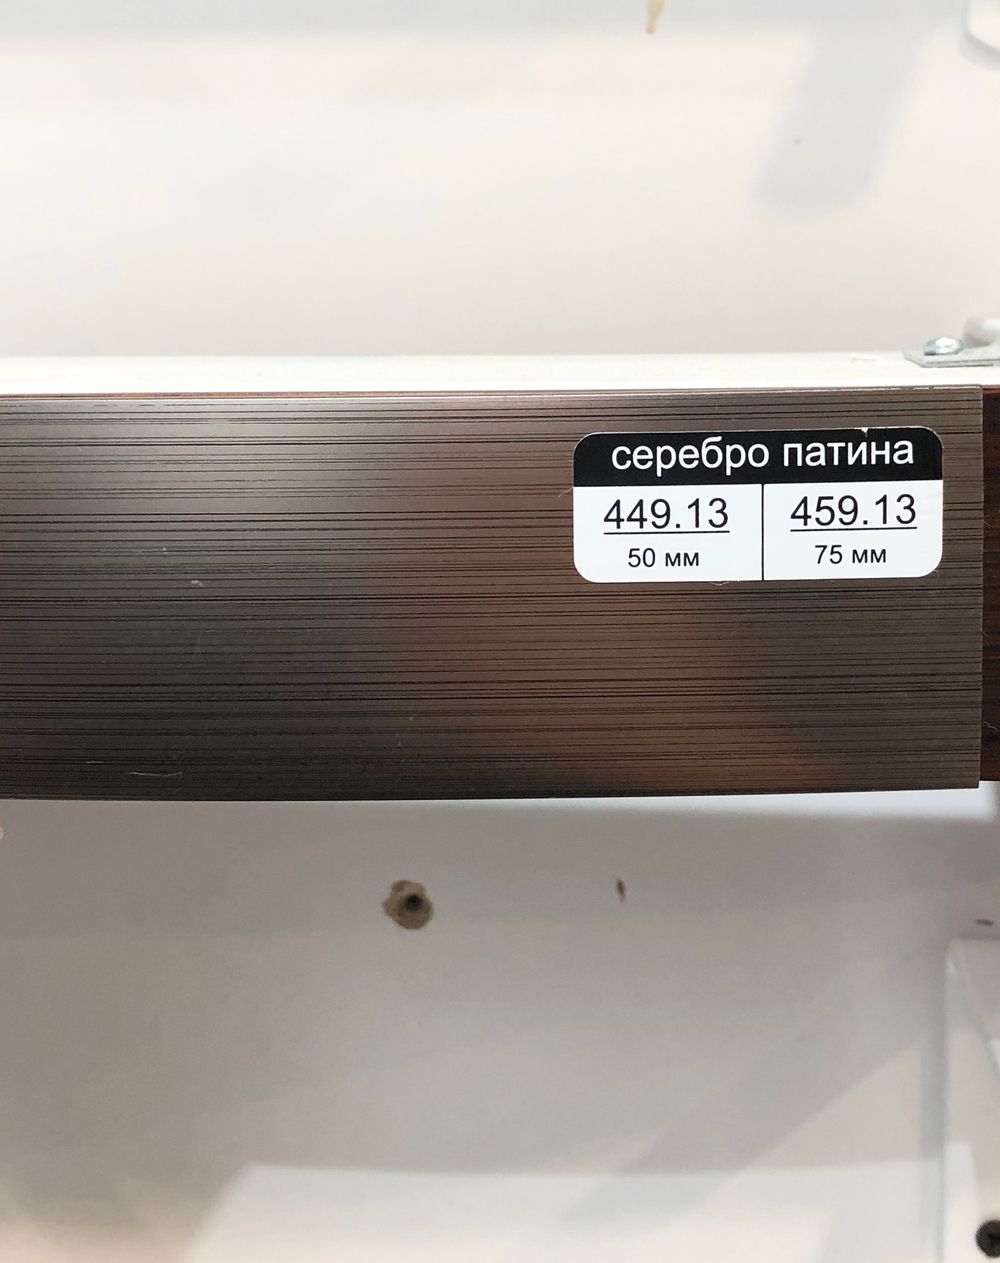 серебро патина
449.13 459.13
50 мм 75 мм